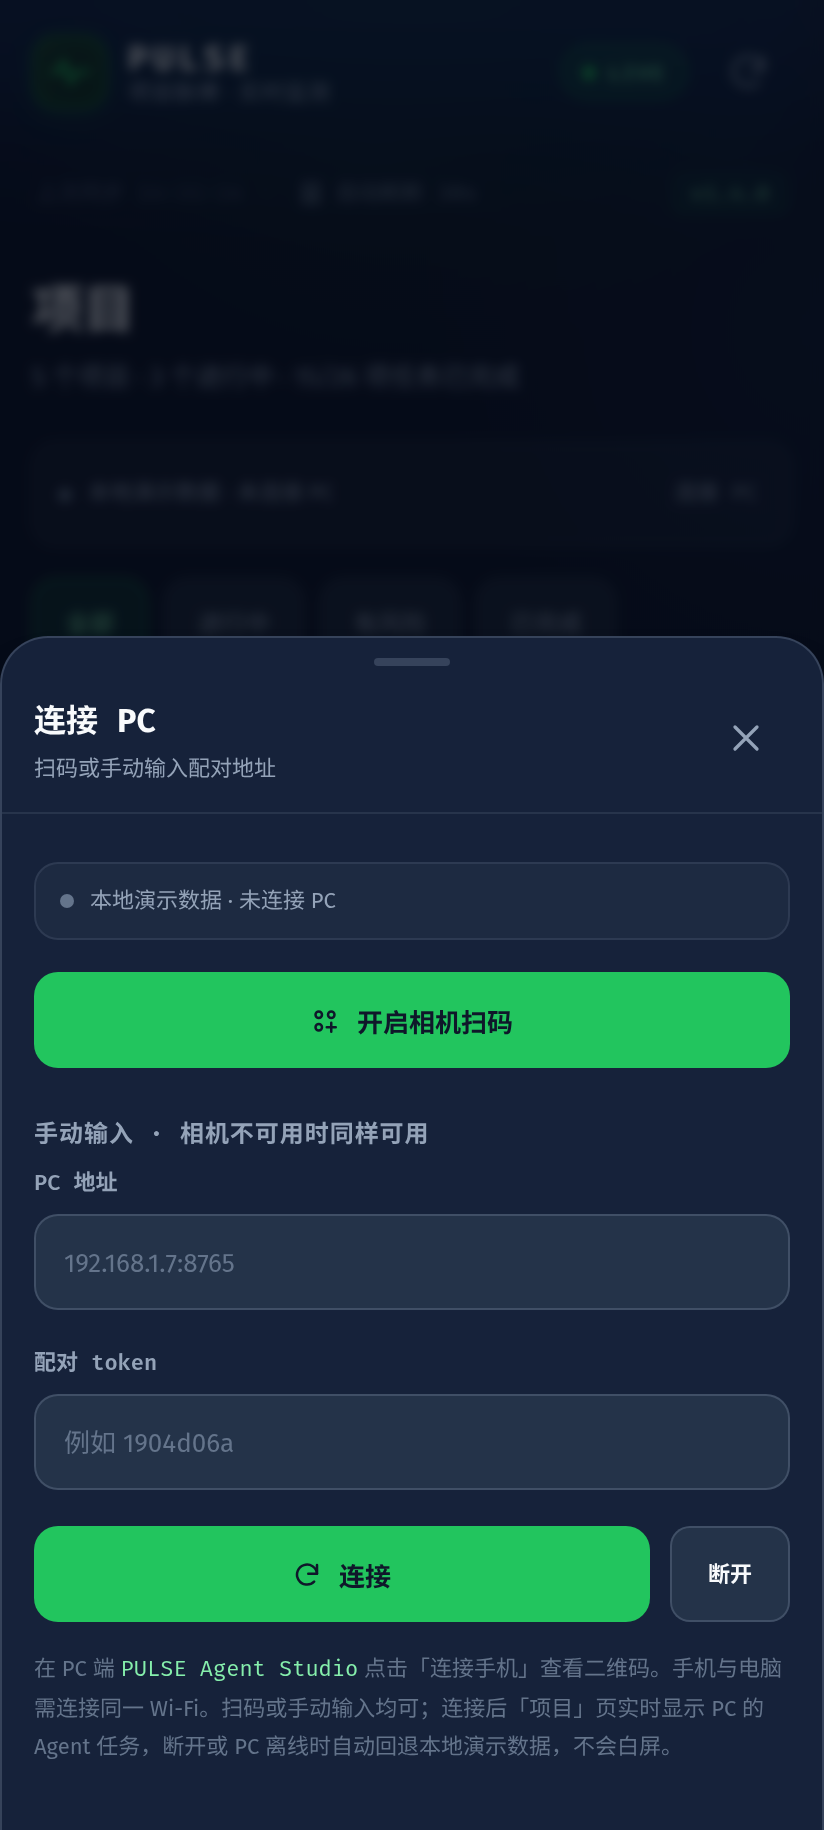 PULSE
项目
连接 PC
扫码或手动输入配对地址
本地演示数据 · 未连接 PC
开启相机扫码
手动输入 · 相机不可用时同样可用
PC 地址
192.168.1.7:8765
配对 token
例如 1904d06a
连接
断开
在 PC 端 PULSE Agent Studio 点击「连接手机」查看二维码。手机与电脑
需连接同一 Wi-Fi。扫码或手动输入均可；连接后「项目」页实时显示 PC 的
Agent 任务，断开或 PC 离线时自动回退本地演示数据，不会白屏。